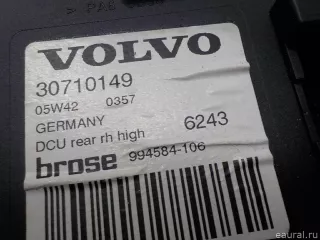 VOLVO
30710149
05W42 0357
GERMANY
DCU rear rh high 6243
brose 994584-106
© eaural.ru